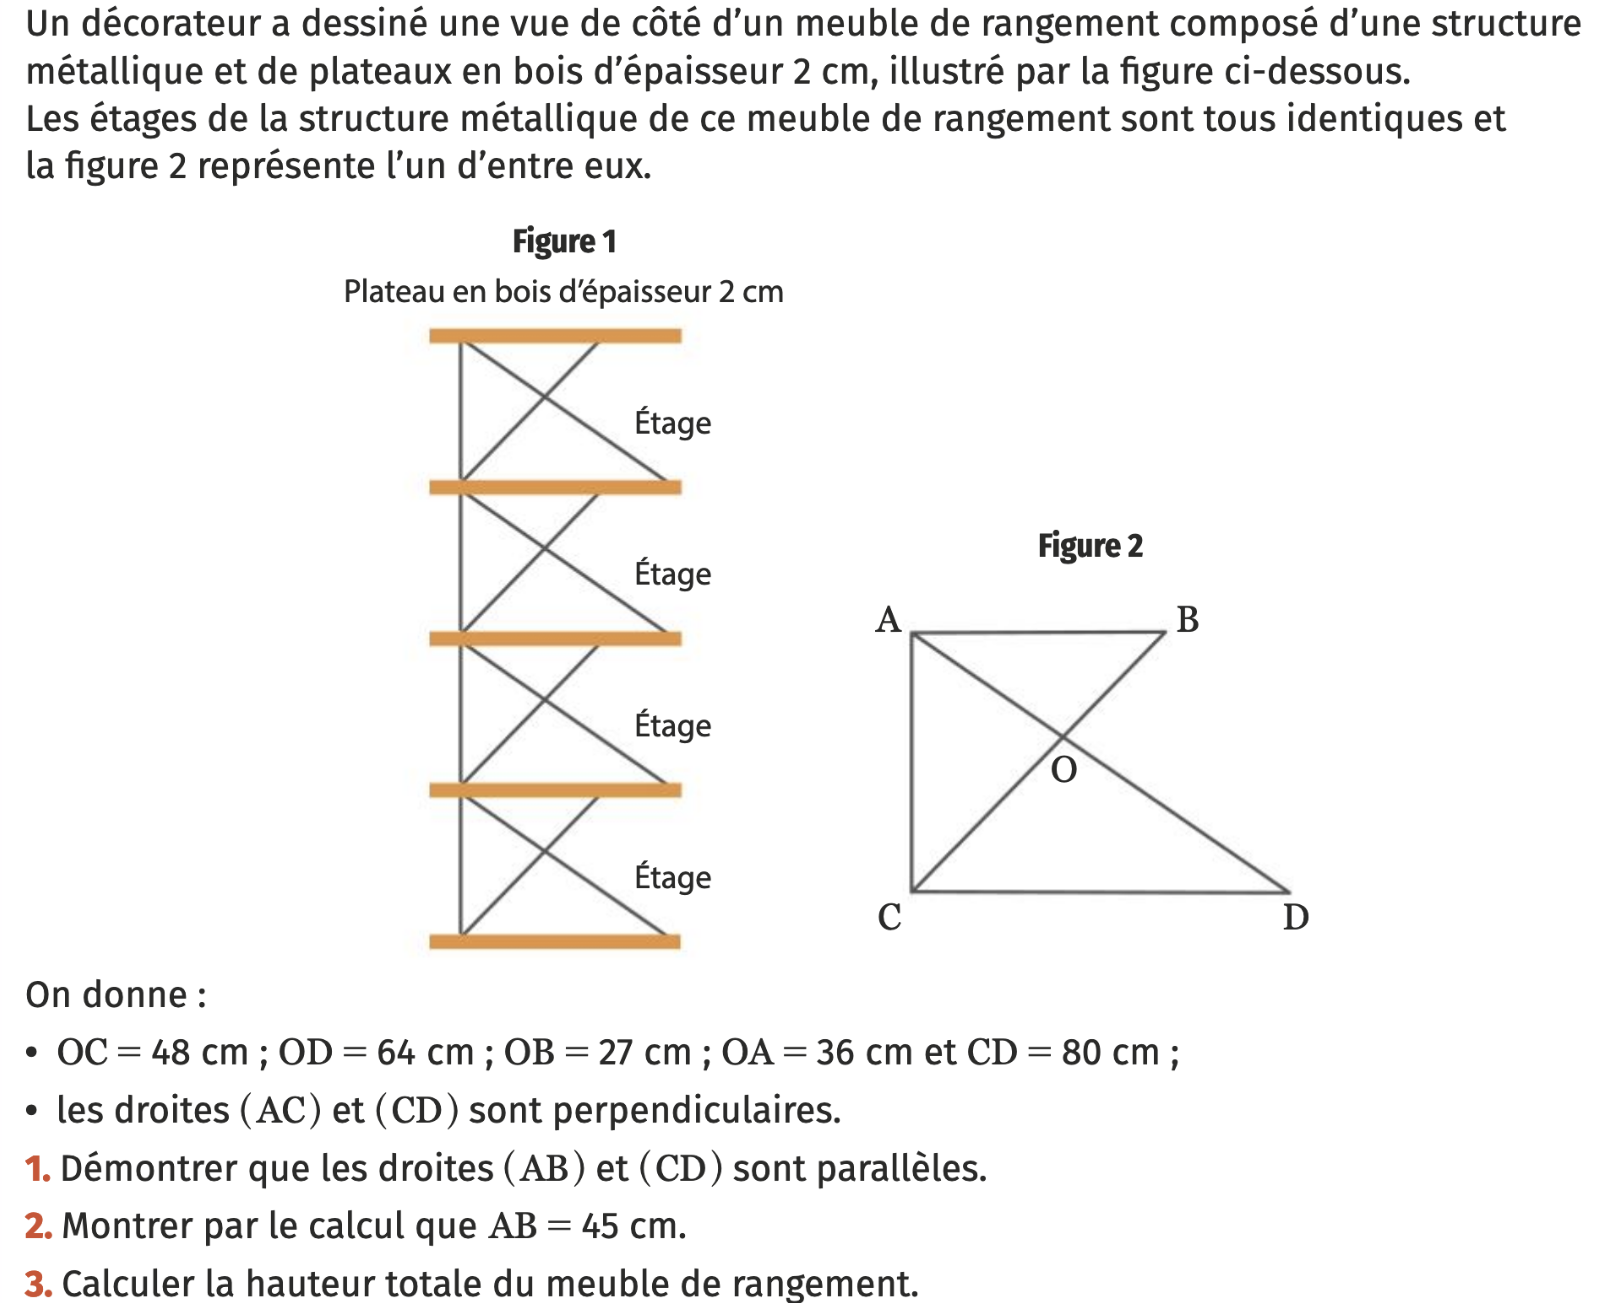 Un décorateur a dessiné une vue de côté d’un meuble de rangement composé d’une structure
métallique et de plateaux en bois d’épaisseur 2 cm, illustré par la figure ci-dessous.
Les étages de la structure métallique de ce meuble de rangement sont tous identiques et
la figure 2 représente l’un d’entre eux.
Figure 1
Plateau en bois d’épaisseur 2 cm
Étage
Étage
Étage
Étage
Figure 2
A
B
O
C
D
On donne :
• OC = 48 cm ; OD = 64 cm ; OB = 27 cm ; OA = 36 cm et CD = 80 cm ;
• les droites (AC) et (CD) sont perpendiculaires.
1. Démontrer que les droites (AB) et (CD) sont parallèles.
2. Montrer par le calcul que AB = 45 cm.
3. Calculer la hauteur totale du meuble de rangement.